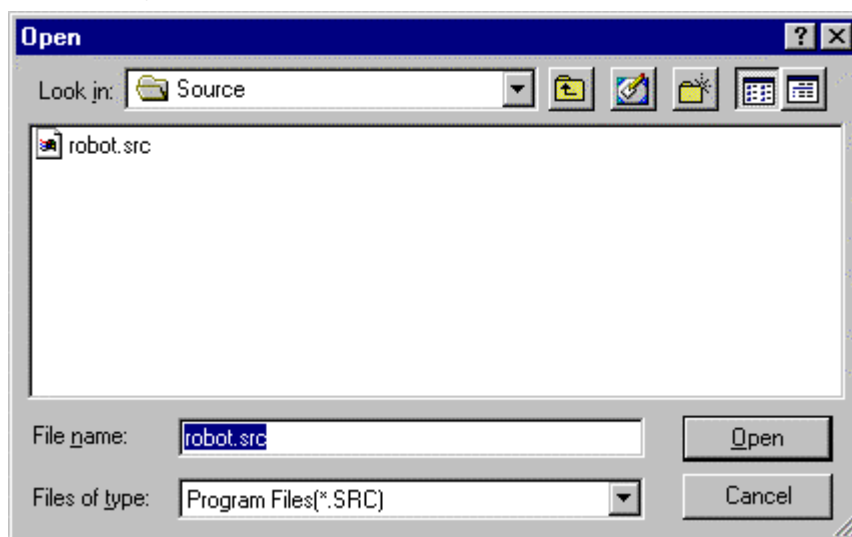 Open
Look in: Source
robot.src
File name: robot.src Open
Files of type: Program Files(*.SRC) Cancel